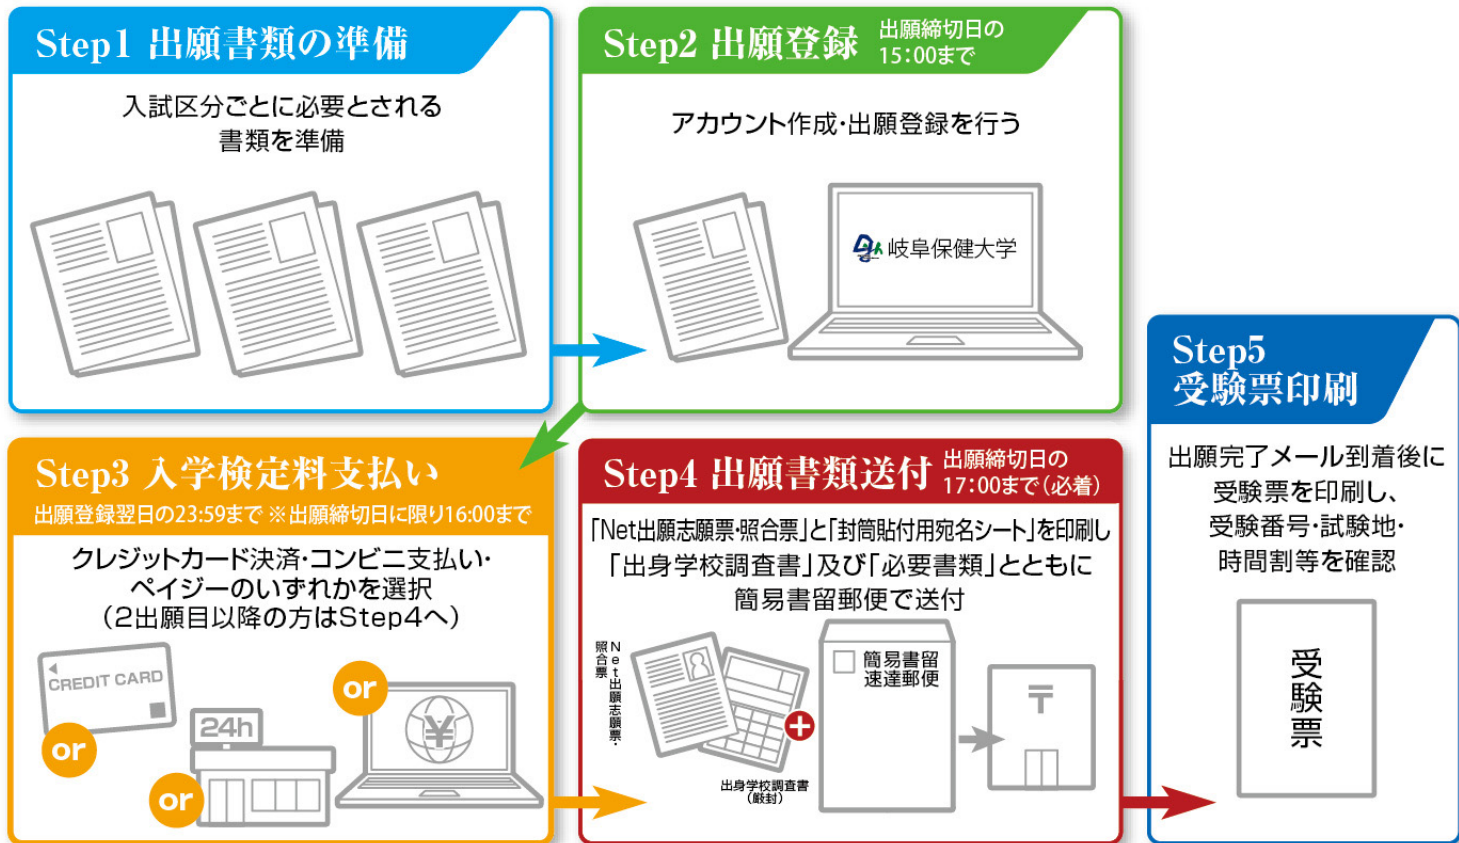 Step1 出願書類の準備
入試区分ごとに必要とされる
書類を準備
Step2 出願登録
出願締切日の
15:00まで
アカウント作成・出願登録を行う
岐阜保健大学
Step3 入学検定料支払い
出願登録翌日の23:59まで ※出願締切日に限り16:00まで
クレジットカード決済・コンビニ支払い・
ペイジーのいずれかを選択
(2出願目以降の方はStep4へ)
CREDIT CARD
or
24h
or
or
¥
Step4 出願書類送付
出願締切日の
17:00まで(必着)
「Net出願志願票・照合票」と「封筒貼付用宛名シート」を印刷し
「出身学校調査書」及び「必要書類」とともに
簡易書留郵便で送付
Net出願志願票・
照合票
出身学校調査書
(厳封)
簡易書留
速達郵便
〒
Step5
受験票印刷
出願完了メール到着後に
受験票を印刷し、
受験番号・試験地・
時間割等を確認
受験票